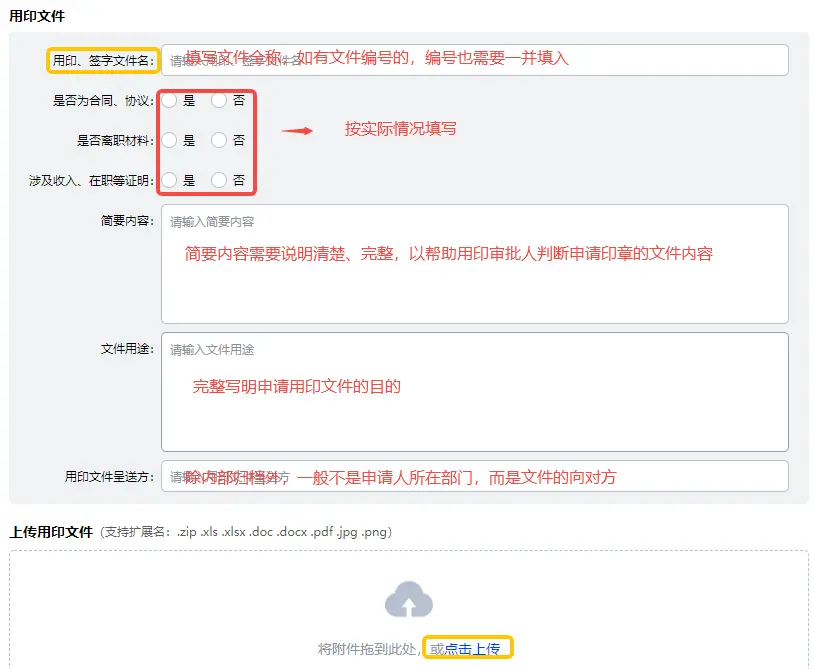 用印文件
用印、签字文件名:
填写文件全称，如有文件编号的，编号也需要一并填入
是否为合同、协议: 是 否
是否离职材料: 是 否
按实际情况填写
涉及收入、在职等证明: 是 否
简要内容: 请输入简要内容
简要内容需要说明清楚、完整，以帮助用印审批人判断申请印章的文件内容
文件用途: 请输入文件用途
完整写明申请用印文件的目的
用印文件呈送方:
除内部归档外，一般不是申请人所在部门，而是文件的向对方
上传用印文件 (支持扩展名: .zip .xls .xlsx .doc .docx .pdf .jpg .png)
将附件拖到此处, 或点击上传